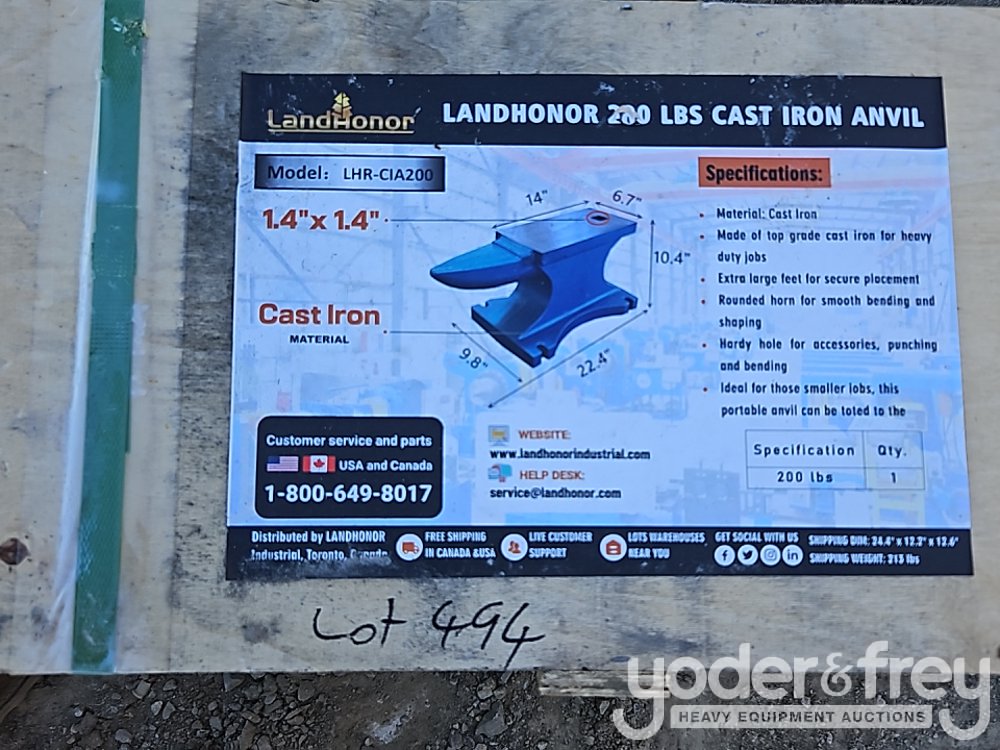 LandHonor
LANDHONOR 200 LBS CAST IRON ANVIL
Model: LHR-CIA200
1.4"x 1.4"
Cast Iron
MATERIAL
14"
6.7"
10.4"
9.8"
22.4"
Specifications:
• Material: Cast Iron
• Made of top grade cast iron for heavy
duty jobs
• Extra large feet for secure placement
• Rounded horn for smooth bending and
shaping
• Hardy hole for accessories, punching
and bending
• Ideal for those smaller jobs, this
portable anvil can be toted to the
Specification Qty.
200 lbs 1
Customer service and parts
USA and Canada
1-800-649-8017
WEBSITE:
www.landhonorindustrial.com
HELP DESK:
service@landhonor.com
Distributed by LANDHONOR
Industrial, Toronto, Canada
FREE SHIPPING
IN CANADA &USA
LIVE CUSTOMER
SUPPORT
LOTS WAREHOUSES
NEAR YOU
GET SOCIAL WITH US
SHIPPING DIM: 24.4" x 12.2" x 12.6"
SHIPPING WEIGHT: 213 lbs
Lot 494
yoder&frey
HEAVY EQUIPMENT AUCTIONS